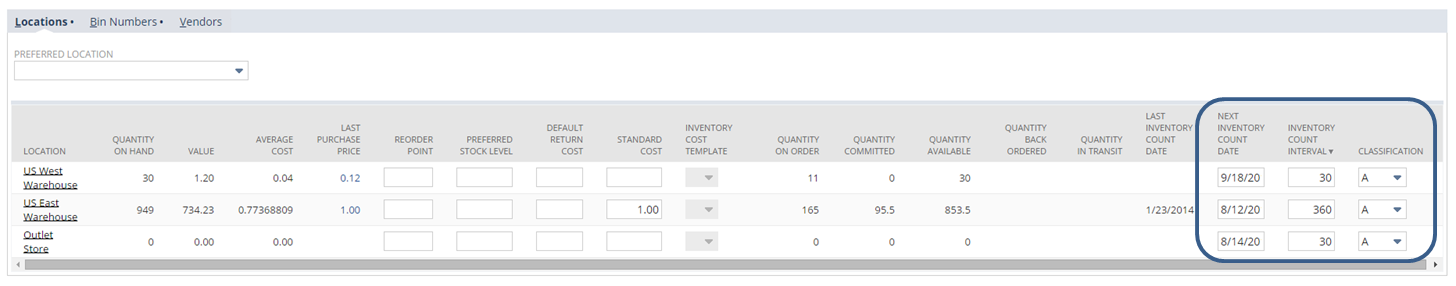 Locations • Bin Numbers • Vendors
PREFERRED LOCATION
LOCATION QUANTITY ON HAND VALUE AVERAGE COST LAST PURCHASE PRICE REORDER POINT PREFERRED STOCK LEVEL DEFAULT RETURN COST STANDARD COST INVENTORY COST TEMPLATE QUANTITY ON ORDER QUANTITY COMMITTED QUANTITY AVAILABLE QUANTITY BACK ORDERED QUANTITY IN TRANSIT LAST INVENTORY COUNT DATE NEXT INVENTORY COUNT DATE INVENTORY COUNT INTERVAL ▼ CLASSIFICATION
US West Warehouse 30 1.20 0.04 0.12 11 0 30 9/18/20 30 A
US East Warehouse 949 734.23 0.77368809 1.00 1.00 165 95.5 853.5 1/23/2014 8/12/20 360 A
Outlet Store 0 0.00 0.00 0 0 0 8/14/20 30 A